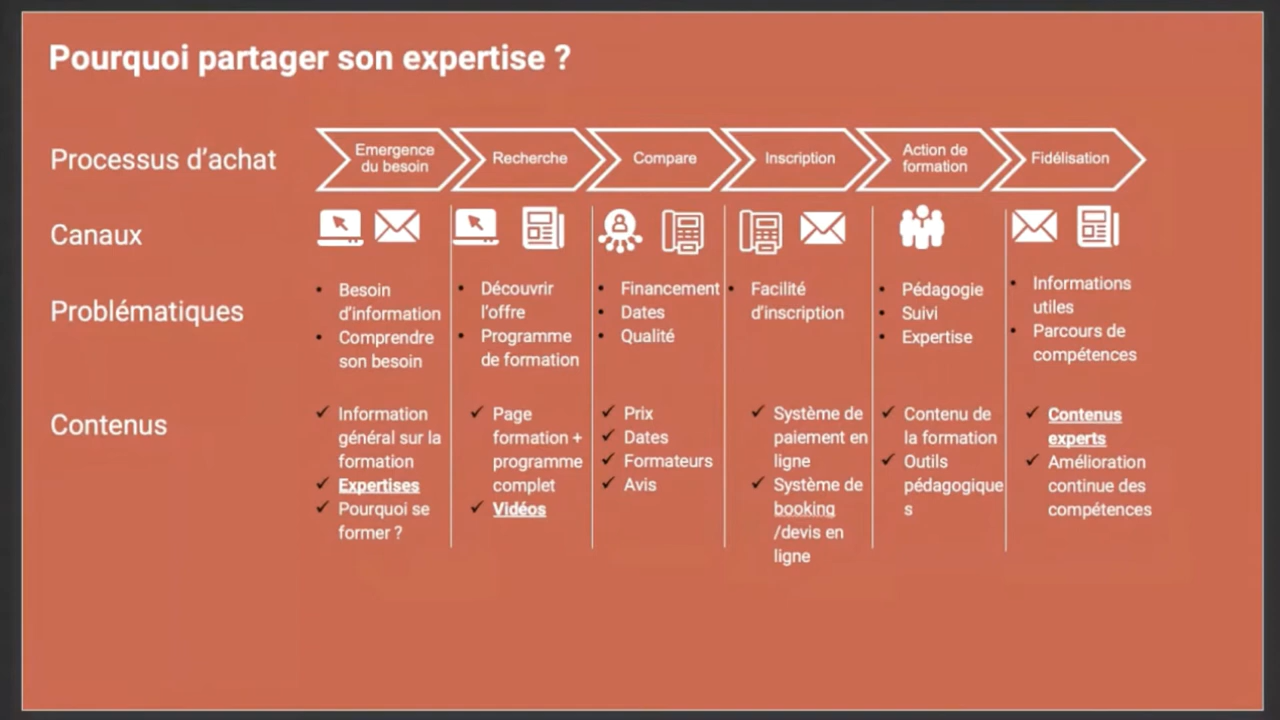 Pourquoi partager son expertise ?
Processus d’achat
Emergence
du besoin
Recherche
Compare
Inscription
Action de
formation
Fidélisation
Canaux
Problématiques
• Besoin
d’information
• Comprendre
son besoin
• Découvrir
l’offre
• Programme
de formation
• Financement
• Dates
• Qualité
• Facilité
d’inscription
• Pédagogie
• Suivi
• Expertise
• Informations
utiles
• Parcours de
compétences
Contenus
✓ Information
général sur la
formation
✓ Expertises
✓ Pourquoi se
former ?
✓ Page
formation +
programme
complet
✓ Vidéos
✓ Prix
✓ Dates
✓ Formateurs
✓ Avis
✓ Système de
paiement en
ligne
✓ Système de
booking
/devis en
ligne
✓ Contenu de
la formation
✓ Outils
pédagogique
s
✓ Contenus
experts
✓ Amélioration
continue des
compétences